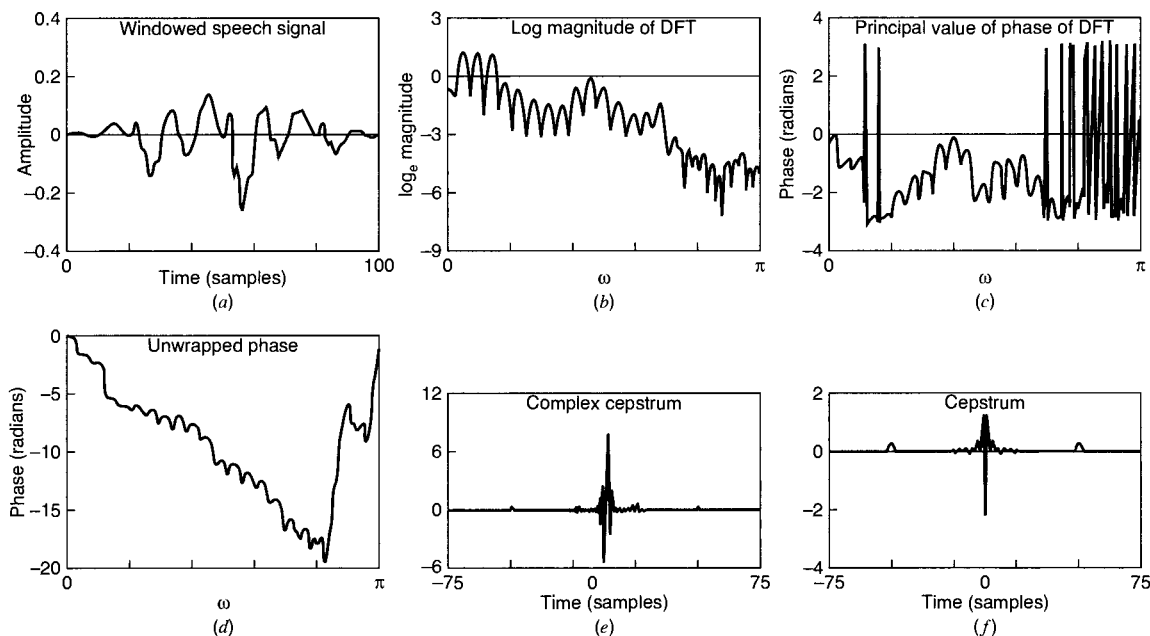 Windowed speech signal
0.4
0.2
0
−0.2
−0.4
Amplitude
0
100
Time (samples)
(a)
Log magnitude of DFT
3
0
−3
−6
−9
logₑ magnitude
0
π
ω
(b)
Principal value of phase of DFT
4
2
0
−2
−4
Phase (radians)
0
π
ω
(c)
Unwrapped phase
0
−5
−10
−15
−20
Phase (radians)
0
π
ω
(d)
Complex cepstrum
12
6
0
−6
−75
0
75
Time (samples)
(e)
Cepstrum
2
0
−2
−4
−75
0
75
Time (samples)
(f)